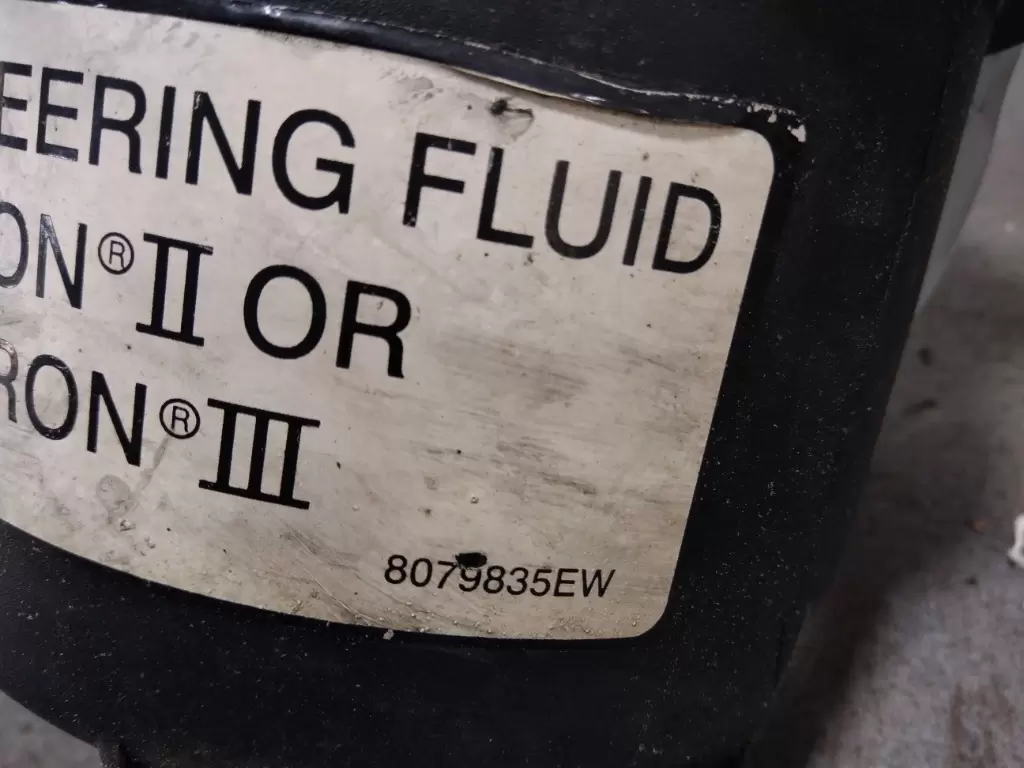 EERING FLUID
ON® II OR
RON® III
8079835EW